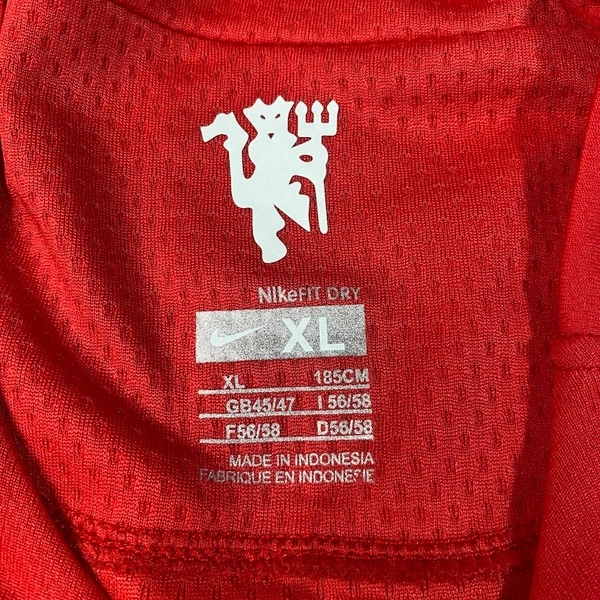 NikeFIT DRY
XL
XL 185CM
GB45/47 I 56/58
F56/58 D56/58
MADE IN INDONESIA
FABRIQUE EN INDONESIE